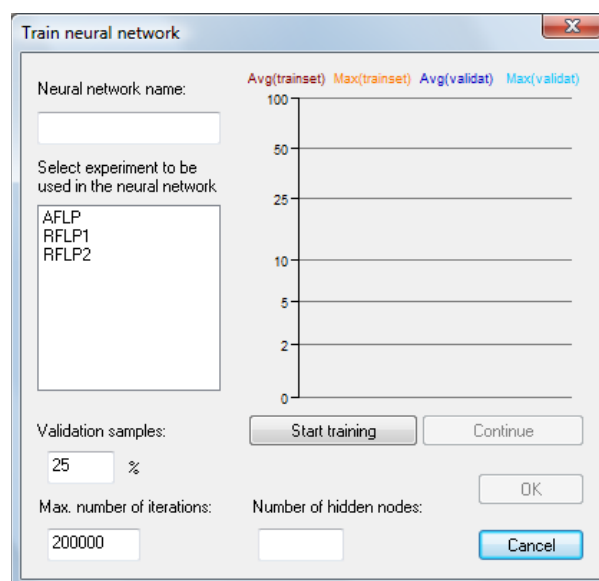 Train neural network
Neural network name:
Avg(trainset) Max(trainset) Avg(validat) Max(validat)
100
50
25
10
5
2
0
Select experiment to be
used in the neural network
AFLP
RFLP1
RFLP2
Start training
Continue
Validation samples:
25 %
OK
Max. number of iterations:
Number of hidden nodes:
200000
Cancel